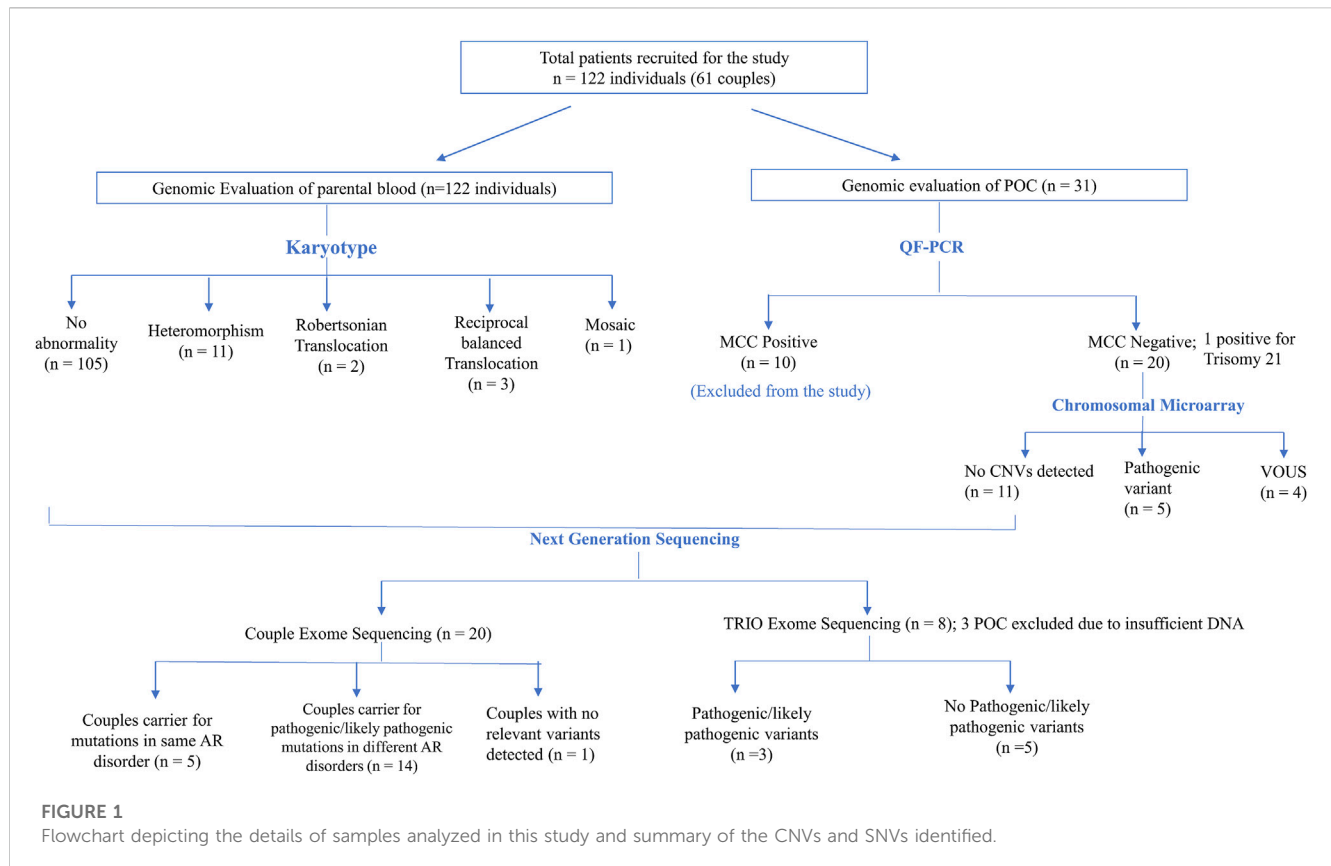 Total patients recruited for the study
n = 122 individuals (61 couples)
Genomic Evaluation of parental blood (n=122 individuals)
Genomic evaluation of POC (n = 31)
Karyotype
QF-PCR
No
abnormality
(n = 105)
Heteromorphism
(n = 11)
Robertsonian
Translocation
(n = 2)
Reciprocal
balanced
Translocation
(n = 3)
Mosaic
(n = 1)
MCC Positive
(n = 10)
(Excluded from the study)
MCC Negative;
(n = 20)
1 positive for
Trisomy 21
Chromosomal Microarray
No CNVs detected
(n = 11)
Pathogenic
variant
(n = 5)
VOUS
(n = 4)
Next Generation Sequencing
Couple Exome Sequencing (n = 20)
TRIO Exome Sequencing (n = 8); 3 POC excluded due to insufficient DNA
Couples carrier for
mutations in same AR
disorder (n = 5)
Couples carrier for
pathogenic/likely pathogenic
mutations in different AR
disorders (n = 14)
Couples with no
relevant variants
detected (n = 1)
Pathogenic/likely
pathogenic variants
(n =3)
No Pathogenic/likely
pathogenic variants
(n =5)
FIGURE 1
Flowchart depicting the details of samples analyzed in this study and summary of the CNVs and SNVs identified.